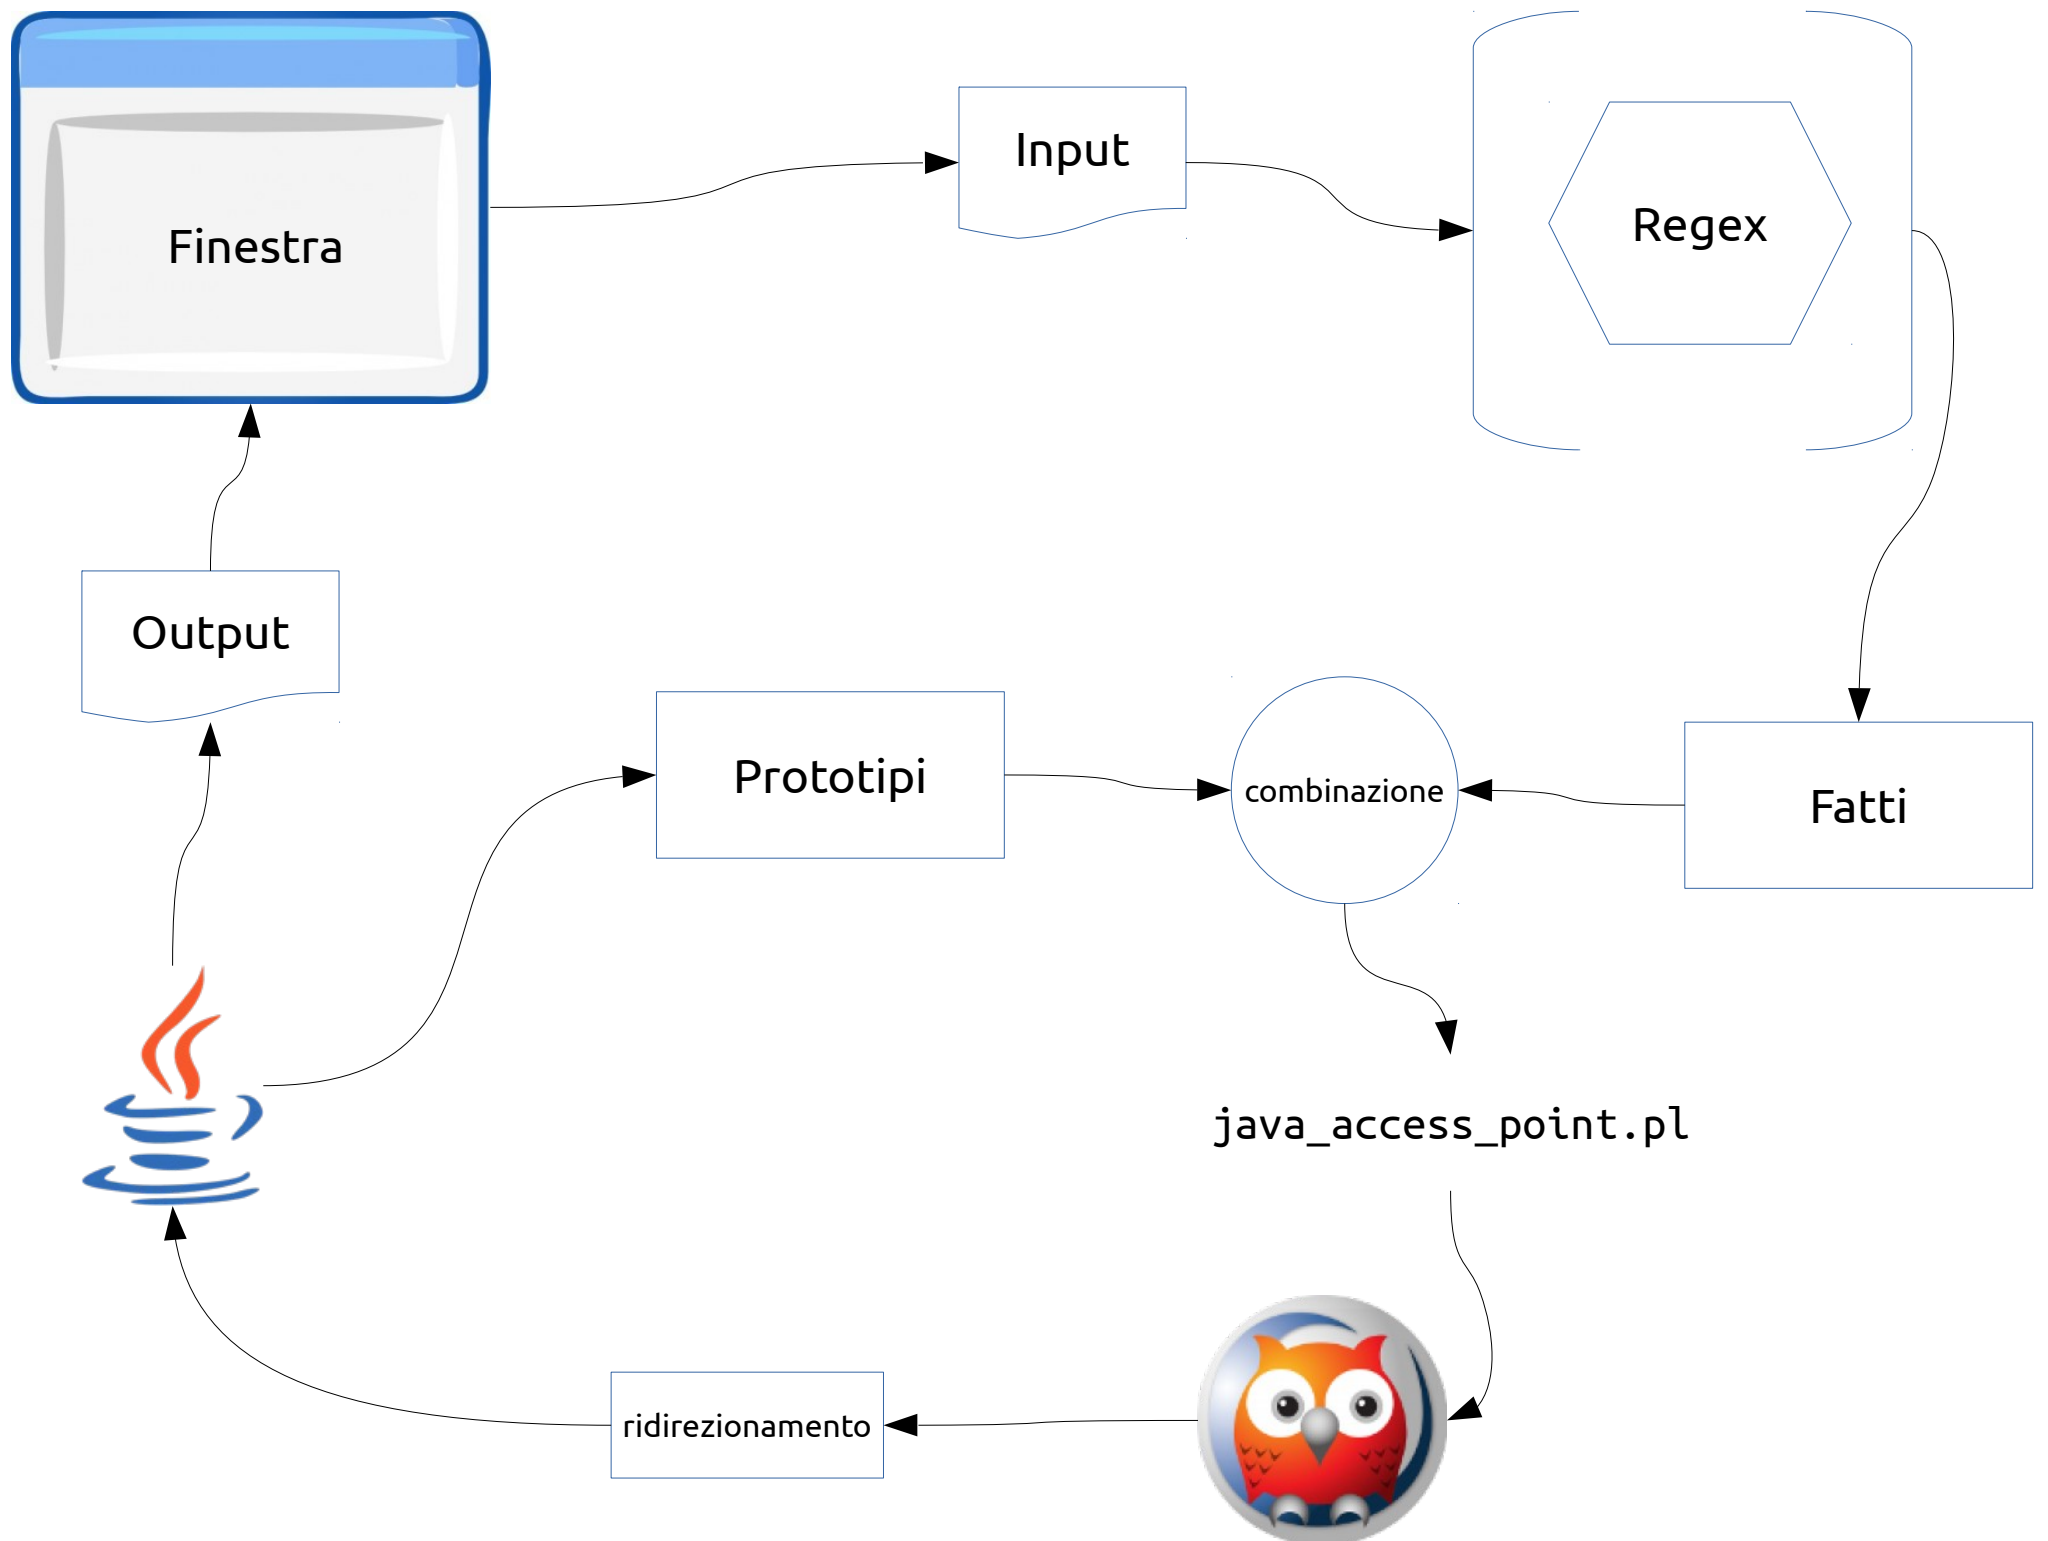 Finestra
Input
Regex
Output
Prototipi
combinazione
Fatti
java_access_point.pl
ridirezionamento